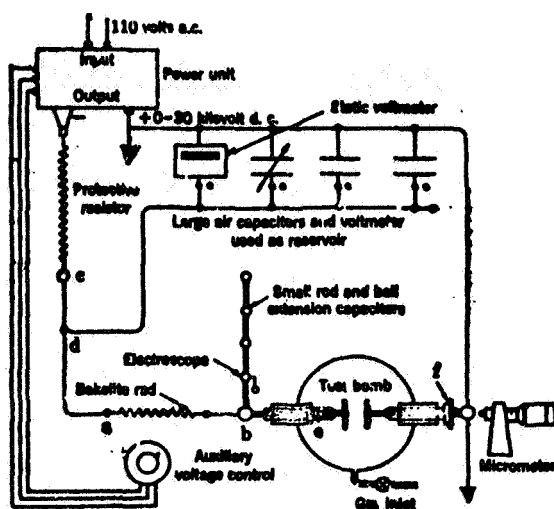 110 volts a.c.
Input
Power unit
Output
+0-30 kilovolt d. c.
Static voltmeter
Protective
resistor
Large air capacitors and voltmeter
used as reservoir
c
d
Small rod and ball
extension capacitors
Electroscope
Bakelite rod
Test bomb
f
a
b
e
Auxiliary
voltage control
Micrometer
Gas inlet